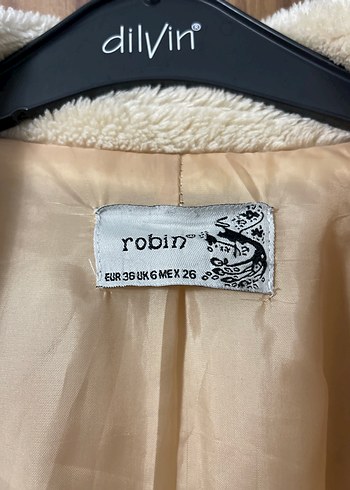 dilvin®
robin
EUR 36 UK 6 MEX 26